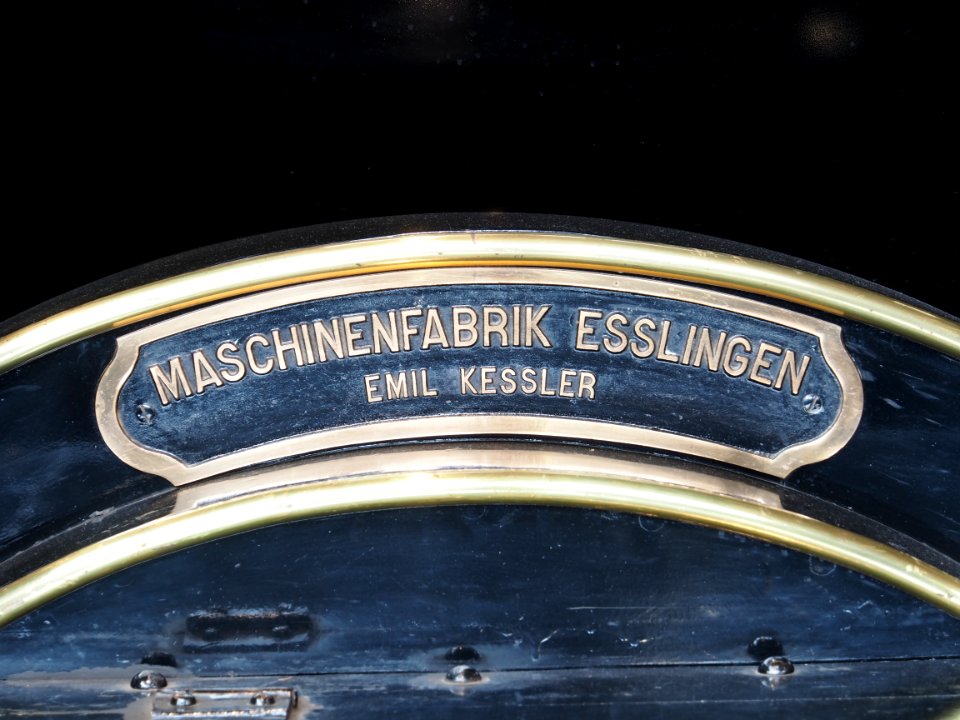 MASCHINENFABRIK ESSLINGEN
EMIL KESSLER